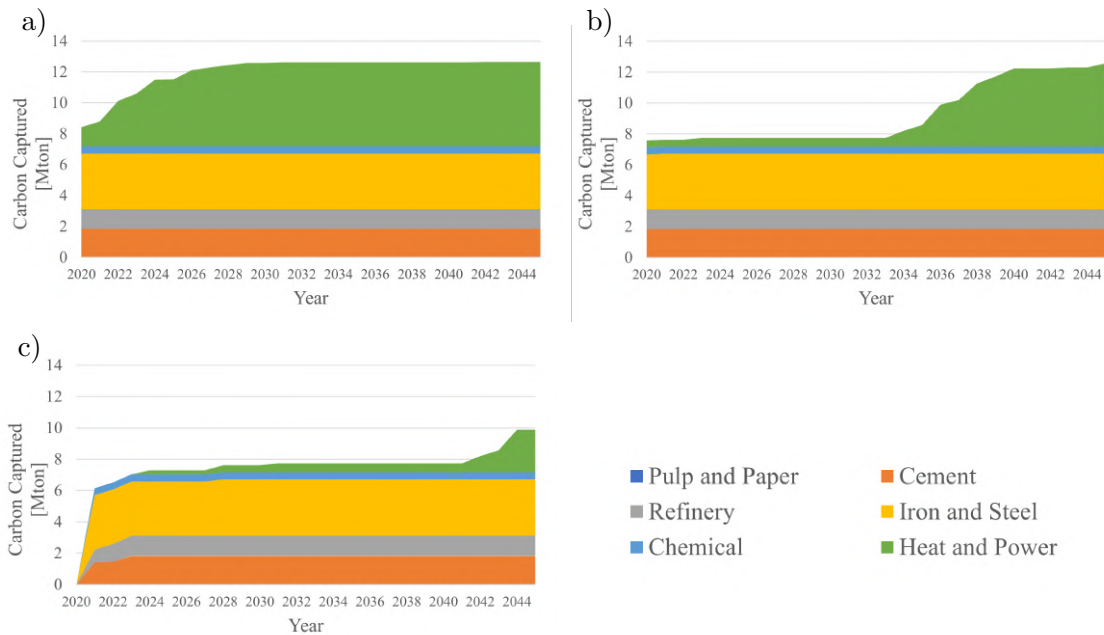 a)
14
12
10
8
6
4
2
0
Carbon Captured
[Mton]
2020 2022 2024 2026 2028 2030 2032 2034 2036 2038 2040 2042 2044
Year
b)
14
12
10
8
6
4
2
0
Carbon Captured
[Mton]
2020 2022 2024 2026 2028 2030 2032 2034 2036 2038 2040 2042 2044
Year
c)
14
12
10
8
6
4
2
0
Carbon Captured
[Mton]
2020 2022 2024 2026 2028 2030 2032 2034 2036 2038 2040 2042 2044
Year
Pulp and Paper
Cement
Refinery
Iron and Steel
Chemical
Heat and Power